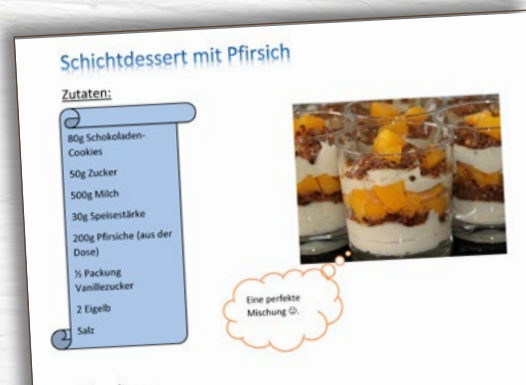 Schichtdessert mit Pfirsich
Zutaten:
80g Schokoladen-
Cookies
50g Zucker
500g Milch
30g Speisestärke
200g Pfirsiche (aus der
Dose)
½ Packung
Vanillezucker
2 Eigelb
Salz
Eine perfekte
Mischung ☺.